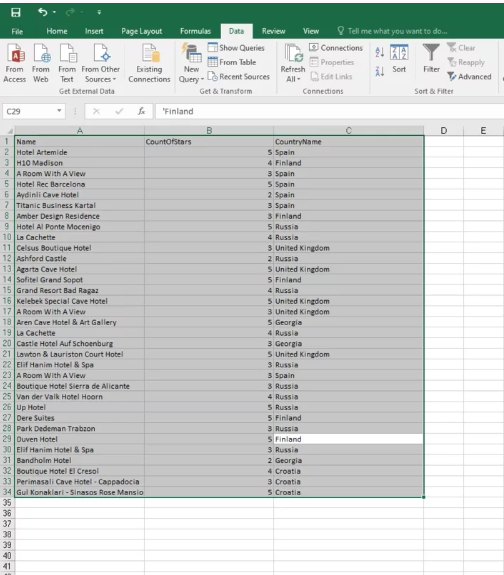 File Home Insert Page Layout Formulas Data Review View Tell me what you want to do...
From Access From Web From Text From Other Sources Existing Connections New Query Show Queries From Table Recent Sources Refresh All Connections Properties Edit Links Sort Filter Clear Reapply Advanced
Get External Data Get & Transform Connections Sort & Filter
C29 fx 'Finland
A B C D E
1 Name CountOfStars CountryName
2 Hotel Artemide 5 Spain
3 H10 Madison 4 Finland
4 A Room With A View 3 Spain
5 Hotel Rec Barcelona 5 Spain
6 Aydinli Cave Hotel 2 Spain
7 Titanic Business Kartal 3 Spain
8 Amber Design Residence 3 Finland
9 Hotel Al Ponte Mocenigo 5 Russia
10 La Cachette 4 Russia
11 Celsus Boutique Hotel 3 United Kingdom
12 Ashford Castle 2 Russia
13 Agarta Cave Hotel 5 United Kingdom
14 Sofitel Grand Sopot 5 Finland
15 Grand Resort Bad Ragaz 4 Russia
16 Kelebek Special Cave Hotel 5 United Kingdom
17 A Room With A View 3 United Kingdom
18 Aren Cave Hotel & Art Gallery 5 Georgia
19 La Cachette 4 Russia
20 Castle Hotel Auf Schoenburg 3 Georgia
21 Lawton & Lauriston Court Hotel 5 United Kingdom
22 Elif Hanim Hotel & Spa 3 Russia
23 A Room With A View 3 Spain
24 Boutique Hotel Sierra de Alicante 3 Russia
25 Van der Valk Hotel Hoorn 4 Russia
26 Up Hotel 5 Russia
27 Dere Suites 5 Finland
28 Park Dedeman Trabzon 3 Russia
29 Duven Hotel 5 Finland
30 Elif Hanim Hotel & Spa 3 Russia
31 Bandholm Hotel 2 Georgia
32 Boutique Hotel El Cresol 4 Croatia
33 Perimasali Cave Hotel - Cappadocia 3 Croatia
34 Gul Konaklari - Sinasos Rose Mansio 5 Croatia
35
36
37
38
39
40
41